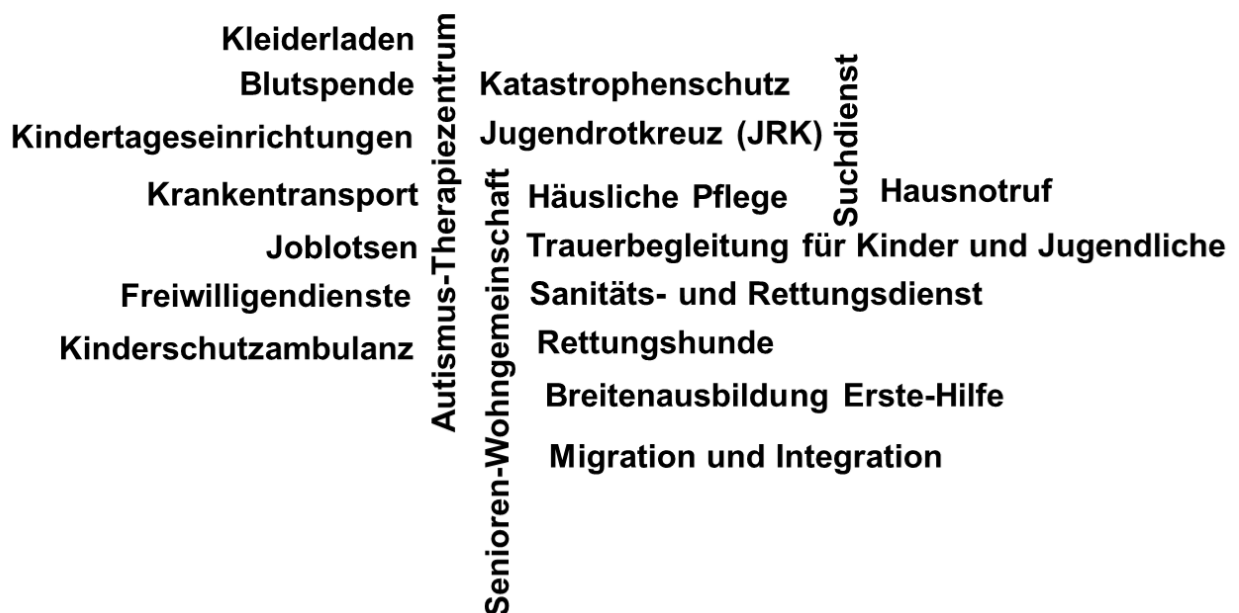 Kleiderladen
Blutspende
Kindertageseinrichtungen
Krankentransport
Joblotsen
Freiwilligendienste
Kinderschutzambulanz
Autismus-Therapiezentrum
Senioren-Wohngemeinschaft
Katastrophenschutz
Jugendrotkreuz (JRK)
Suchdienst
Häusliche Pflege
Hausnotruf
Trauerbegleitung für Kinder und Jugendliche
Sanitäts- und Rettungsdienst
Rettungshunde
Breitenausbildung Erste-Hilfe
Migration und Integration